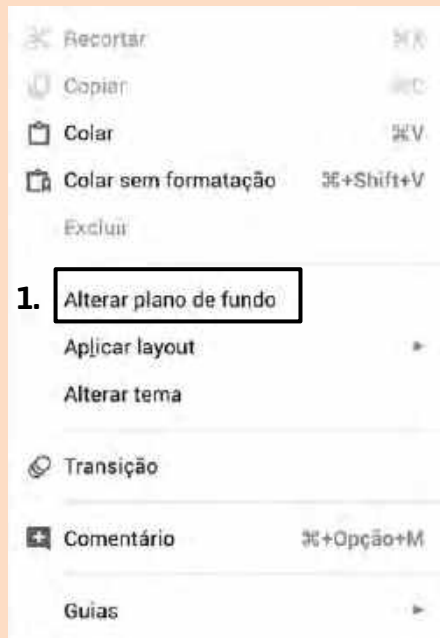 Recortar ⌘X
Copiar ⌘C
Colar ⌘V
Colar sem formatação ⌘+Shift+V
Excluir
1. Alterar plano de fundo
Aplicar layout
Alterar tema
Transição
Comentário ⌘+Opção+M
Guias